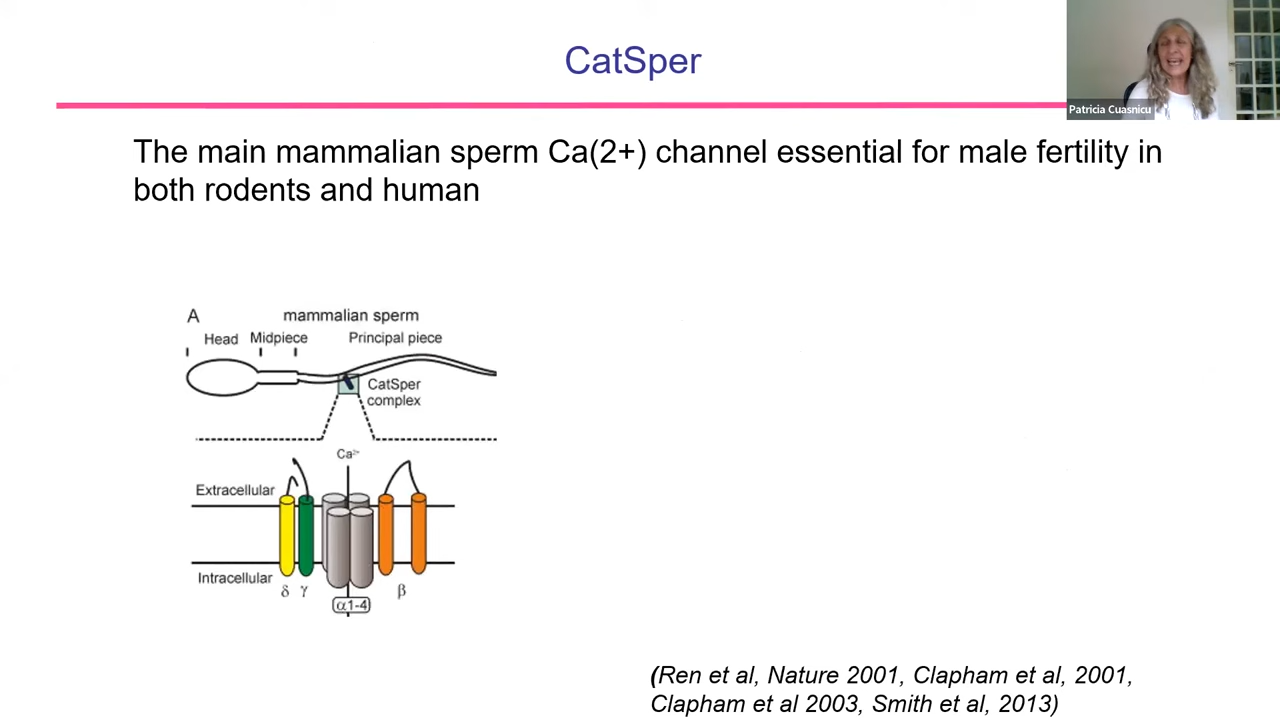 CatSper
Patricia Cuasnicu
The main mammalian sperm Ca(2+) channel essential for male fertility in
both rodents and human
A
mammalian sperm
Head Midpiece Principal piece
CatSper
complex
Ca²⁺
Extracellular
Intracellular
δ γ β
α1-4
(Ren et al, Nature 2001, Clapham et al, 2001,
Clapham et al 2003, Smith et al, 2013)